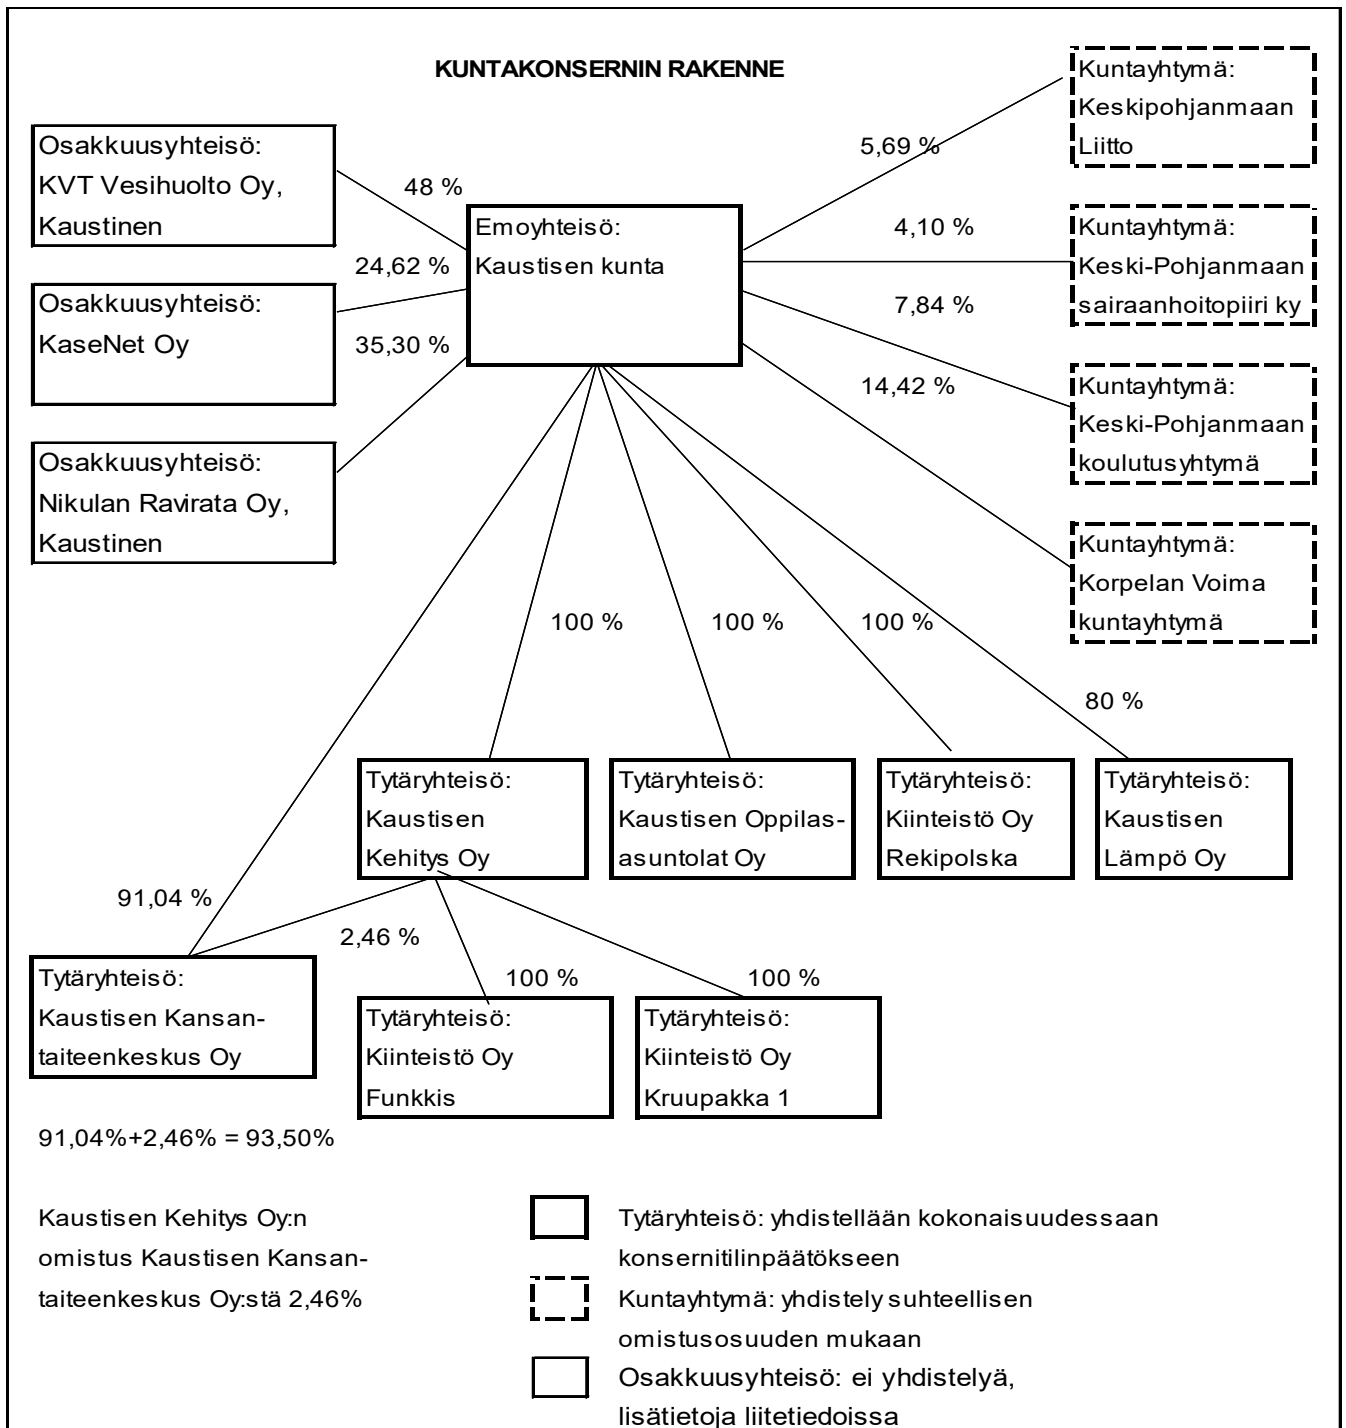 KUNTAKONSERNIN RAKENNE
Osakkuusyhteisö:
KVT Vesihuolto Oy,
Kaustinen
48 %
Osakkuusyhteisö:
KaseNet Oy
24,62 %
35,30 %
Osakkuusyhteisö:
Nikulan Ravirata Oy,
Kaustinen
Emoyhteisö:
Kaustisen kunta
5,69 %
4,10 %
7,84 %
14,42 %
Kuntayhtymä:
Keskipohjanmaan
Liitto
Kuntayhtymä:
Keski-Pohjanmaan
sairaanhoitopiiri ky
Kuntayhtymä:
Keski-Pohjanmaan
koulutusyhtymä
Kuntayhtymä:
Korpelan Voima
kuntayhtymä
100 %
100 %
100 %
80 %
Tytäryhteisö:
Kaustisen
Kehitys Oy
Tytäryhteisö:
Kaustisen Oppilas-
asuntolat Oy
Tytäryhteisö:
Kiinteistö Oy
Rekipolska
Tytäryhteisö:
Kaustisen
Lämpö Oy
91,04 %
2,46 %
100 %
100 %
Tytäryhteisö:
Kaustisen Kansan-
taiteenkeskus Oy
Tytäryhteisö:
Kiinteistö Oy
Funkkis
Tytäryhteisö:
Kiinteistö Oy
Kruupakka 1
91,04%+2,46% = 93,50%
Kaustisen Kehitys Oy:n
omistus Kaustisen Kansan-
taiteenkeskus Oy:stä 2,46%
Tytäryhteisö: yhdistellään kokonaisuudessaan
konsernitilinpäätökseen
Kuntayhtymä: yhdistely suhteellisen
omistusosuuden mukaan
Osakkuusyhteisö: ei yhdistelyä,
lisätietoja liitetiedoissa